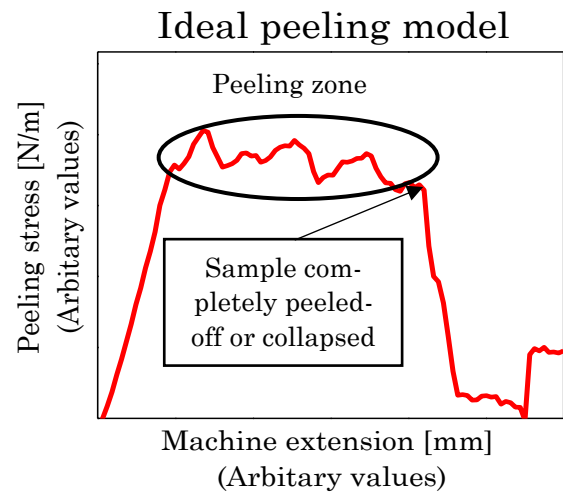 Ideal peeling model
Peeling zone
Peeling stress [N/m]
(Arbitary values)
Sample com-
pletely peeled-
off or collapsed
Machine extension [mm]
(Arbitary values)